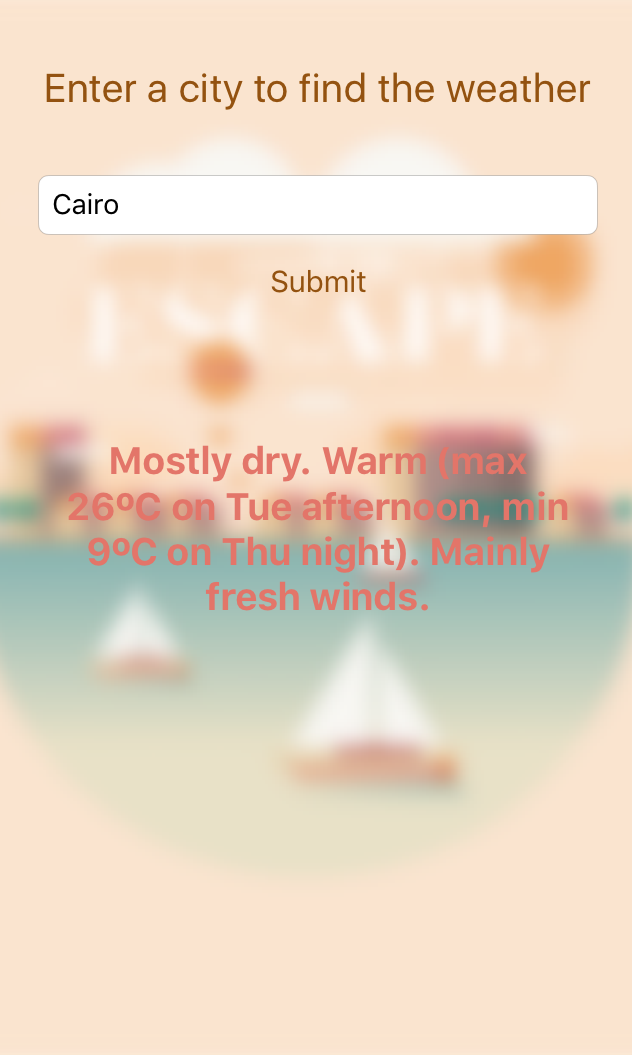 Enter a city to find the weather
Cairo
Submit
ESCAPE
Mostly dry. Warm (max
26ºC on Tue afternoon, min
9ºC on Thu night). Mainly
fresh winds.